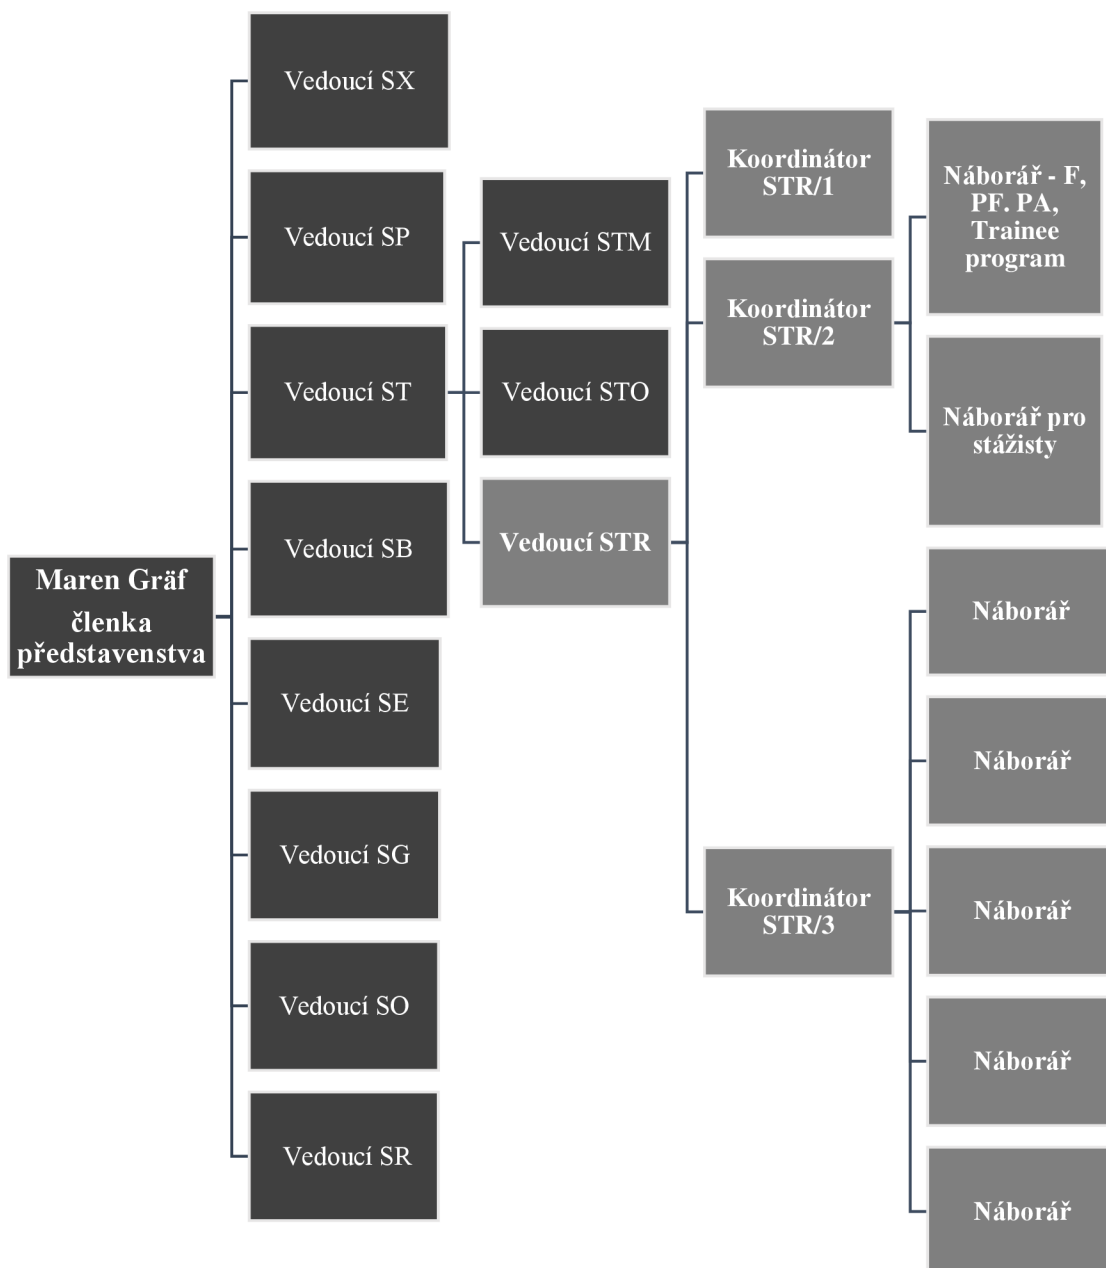 Maren Gräf
členka
představenstva
Vedoucí SX
Vedoucí SP
Vedoucí ST
Vedoucí SB
Vedoucí SE
Vedoucí SG
Vedoucí SO
Vedoucí SR
Vedoucí STM
Vedoucí STO
Vedoucí STR
Koordinátor
STR/1
Koordinátor
STR/2
Koordinátor
STR/3
Náborář - F,
PF. PA,
Trainee
program
Náborář pro
stážisty
Náborář
Náborář
Náborář
Náborář
Náborář